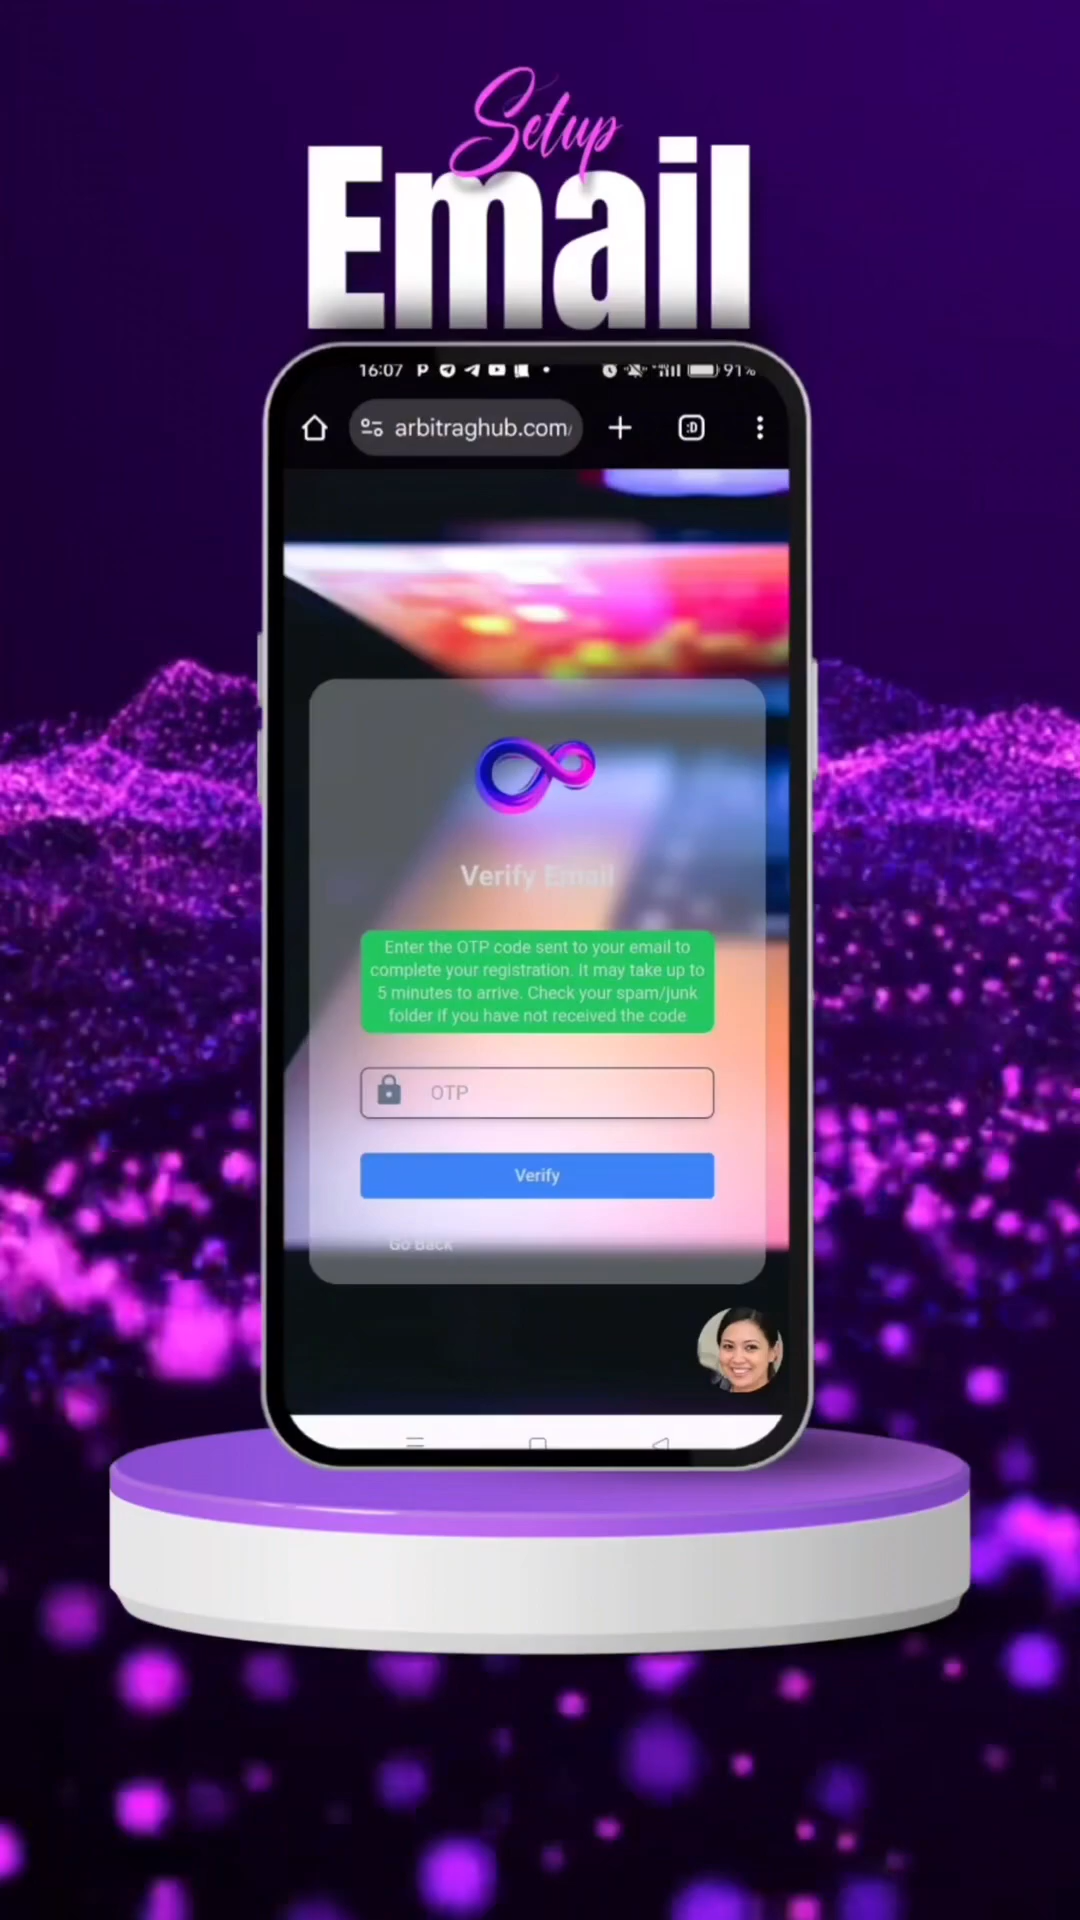 Setup
Email
16:07
91%
arbitraghub.com/
:D
Verify Email
Enter the OTP code sent to your email to
complete your registration. It may take up to
5 minutes to arrive. Check your spam/junk
folder if you have not received the code
OTP
Verify
Go Back